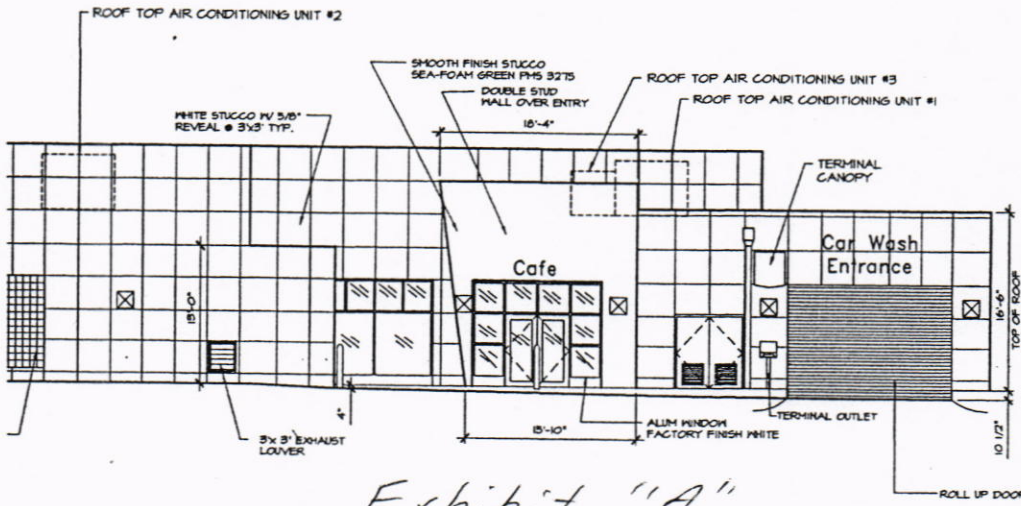 ROOF TOP AIR CONDITIONING UNIT #2
SMOOTH FINISH STUCCO
SEA-FOAM GREEN PMS 3275
DOUBLE STUD
WALL OVER ENTRY
ROOF TOP AIR CONDITIONING UNIT #3
ROOF TOP AIR CONDITIONING UNIT #1
WHITE STUCCO W/ 5/8"
REVEAL @ 3'x3' TYP.
18'-4"
TERMINAL
CANOPY
Cafe
Car Wash
Entrance
13'-0"
16'-6"
TOP OF ROOF
4"
3'x 3' EXHAUST
LOUVER
13'-10"
ALUM WINDOW
FACTORY FINISH WHITE
TERMINAL OUTLET
10 1/2"
ROLL UP DOOR
Exhibit "A"